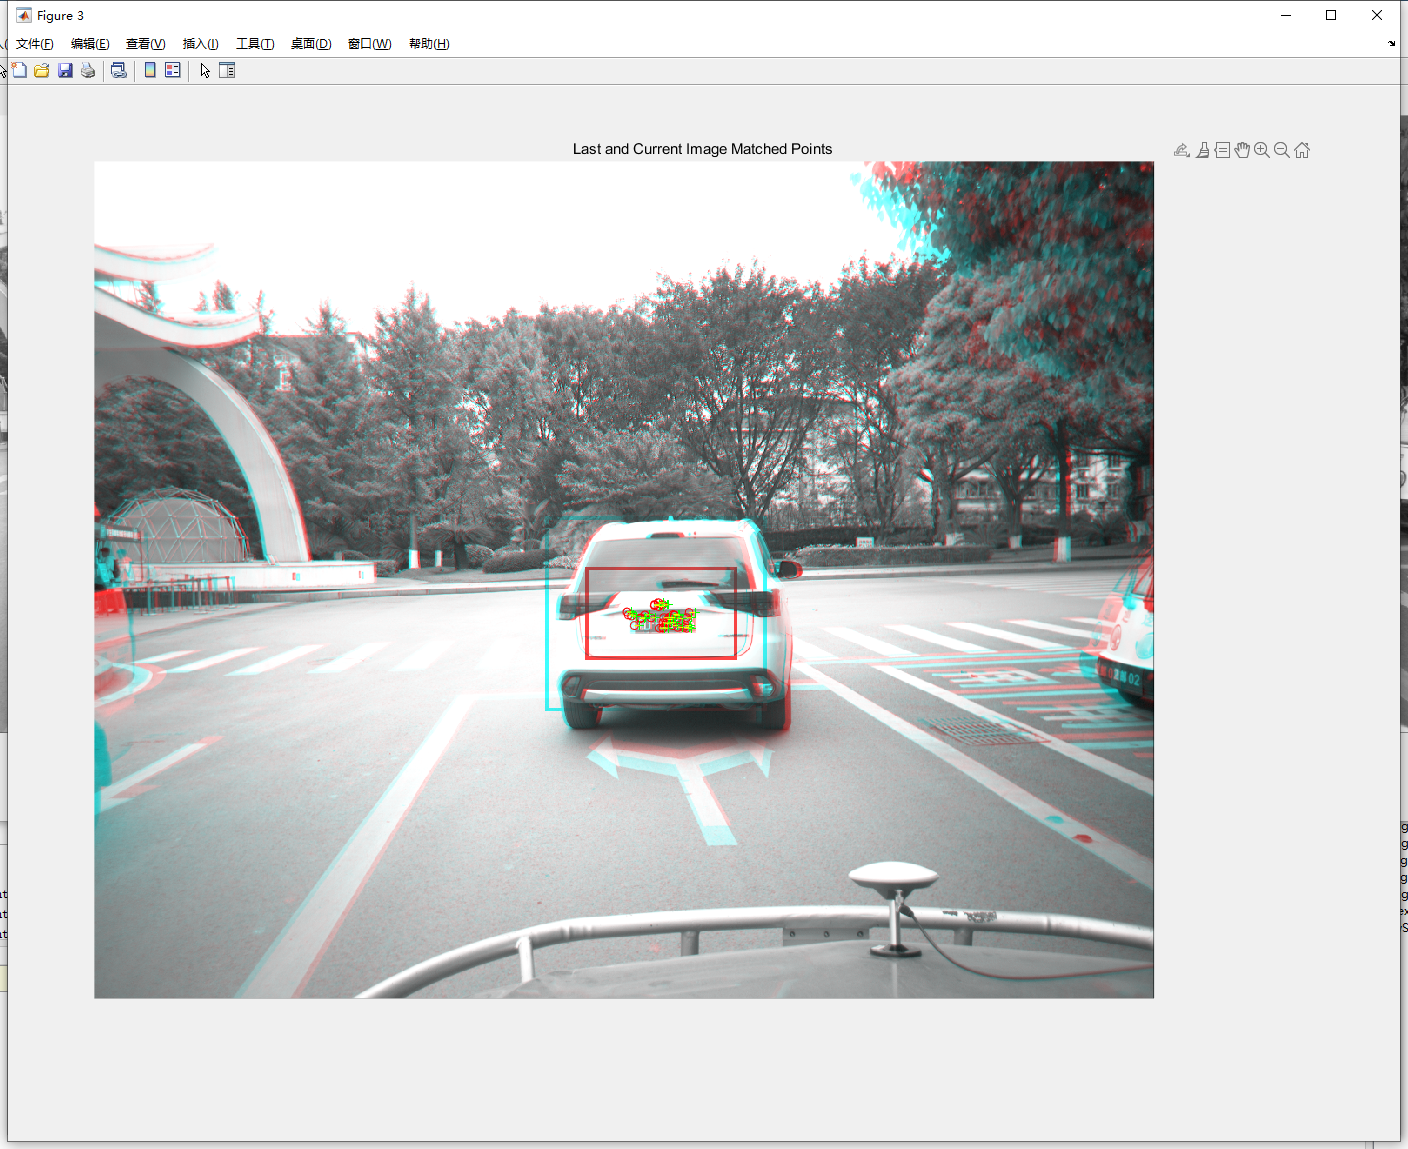 Figure 3
文件(F) 编辑(E) 查看(V) 插入(I) 工具(T) 桌面(D) 窗口(W) 帮助(H)
Last and Current Image Matched Points
02